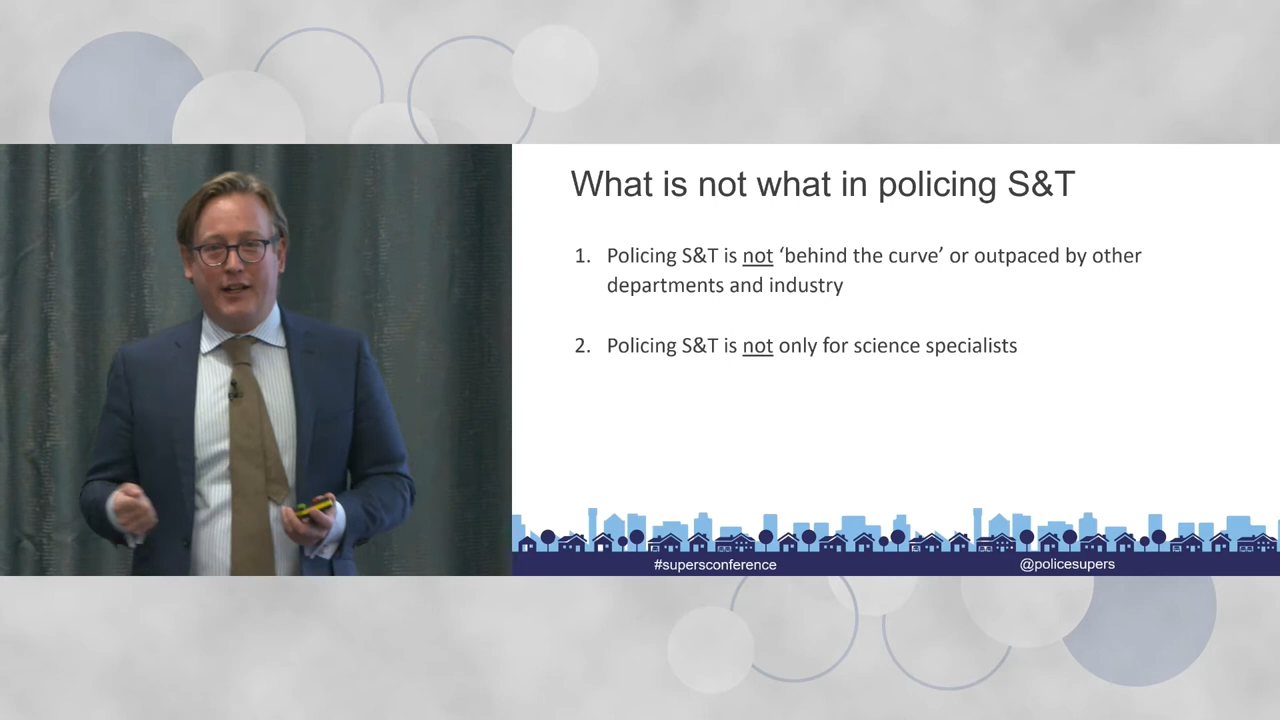 What is not what in policing S&T
1. Policing S&T is not ‘behind the curve’ or outpaced by other
departments and industry
2. Policing S&T is not only for science specialists
#supersconference
@policesupers